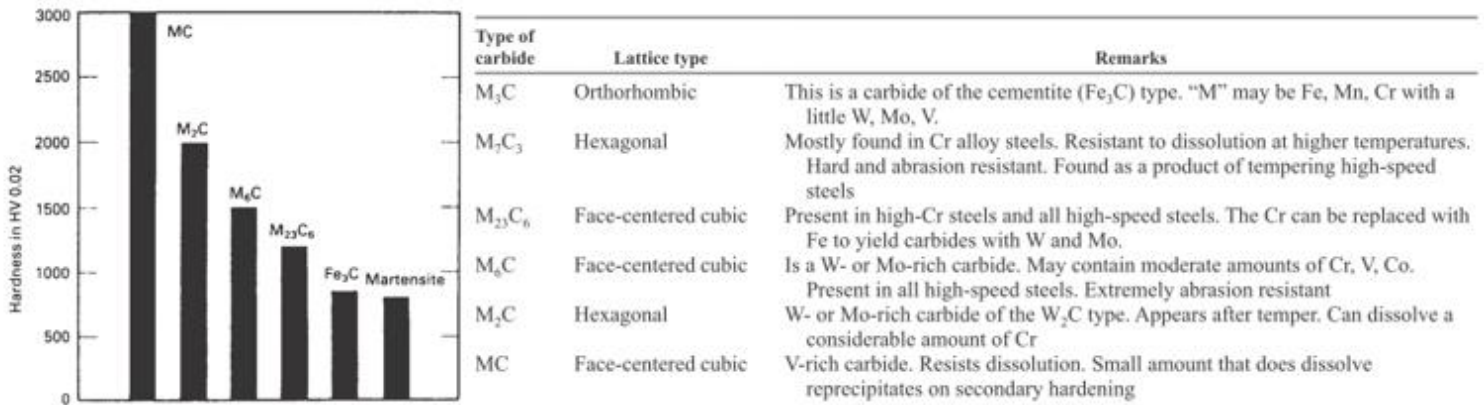 3000
MC
2500
M₂C
2000
M₆C
1500
M₂₃C₆
1000
Fe₃C Martensite
500
0
Hardness in HV 0.02
Type of carbide Lattice type Remarks
M₃C Orthorhombic This is a carbide of the cementite (Fe₃C) type. “M” may be Fe, Mn, Cr with a
little W, Mo, V.
M₇C₃ Hexagonal Mostly found in Cr alloy steels. Resistant to dissolution at higher temperatures.
Hard and abrasion resistant. Found as a product of tempering high-speed
steels
M₂₃C₆ Face-centered cubic Present in high-Cr steels and all high-speed steels. The Cr can be replaced with
Fe to yield carbides with W and Mo.
M₆C Face-centered cubic Is a W- or Mo-rich carbide. May contain moderate amounts of Cr, V, Co.
Present in all high-speed steels. Extremely abrasion resistant
M₂C Hexagonal W- or Mo-rich carbide of the W₂C type. Appears after temper. Can dissolve a
considerable amount of Cr
MC Face-centered cubic V-rich carbide. Resists dissolution. Small amount that does dissolve
reprecipitates on secondary hardening